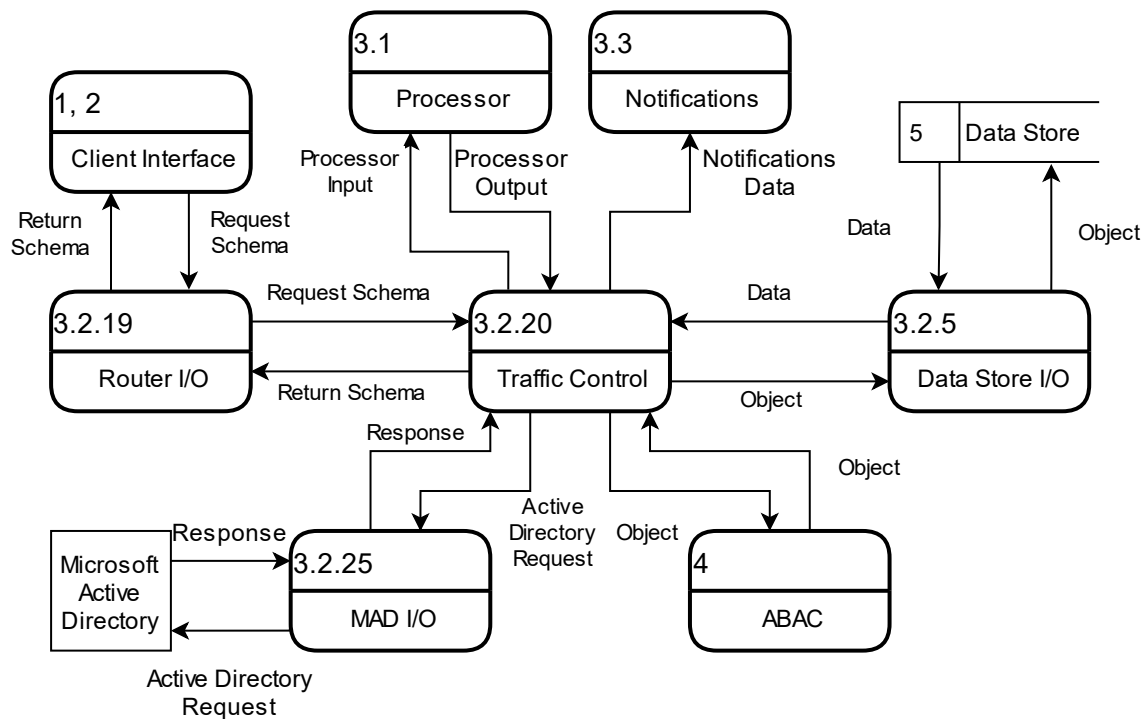 3.1
Processor
3.3
Notifications
1, 2
Client Interface
5
Data Store
Processor
Input
Processor
Output
Notifications
Data
Return
Schema
Request
Schema
Data
Object
3.2.19
Router I/O
Request Schema
Return Schema
3.2.20
Traffic Control
Data
Object
3.2.5
Data Store I/O
Response
Active
Directory
Request
Object
Object
Microsoft
Active
Directory
Response
Active Directory
Request
3.2.25
MAD I/O
4
ABAC